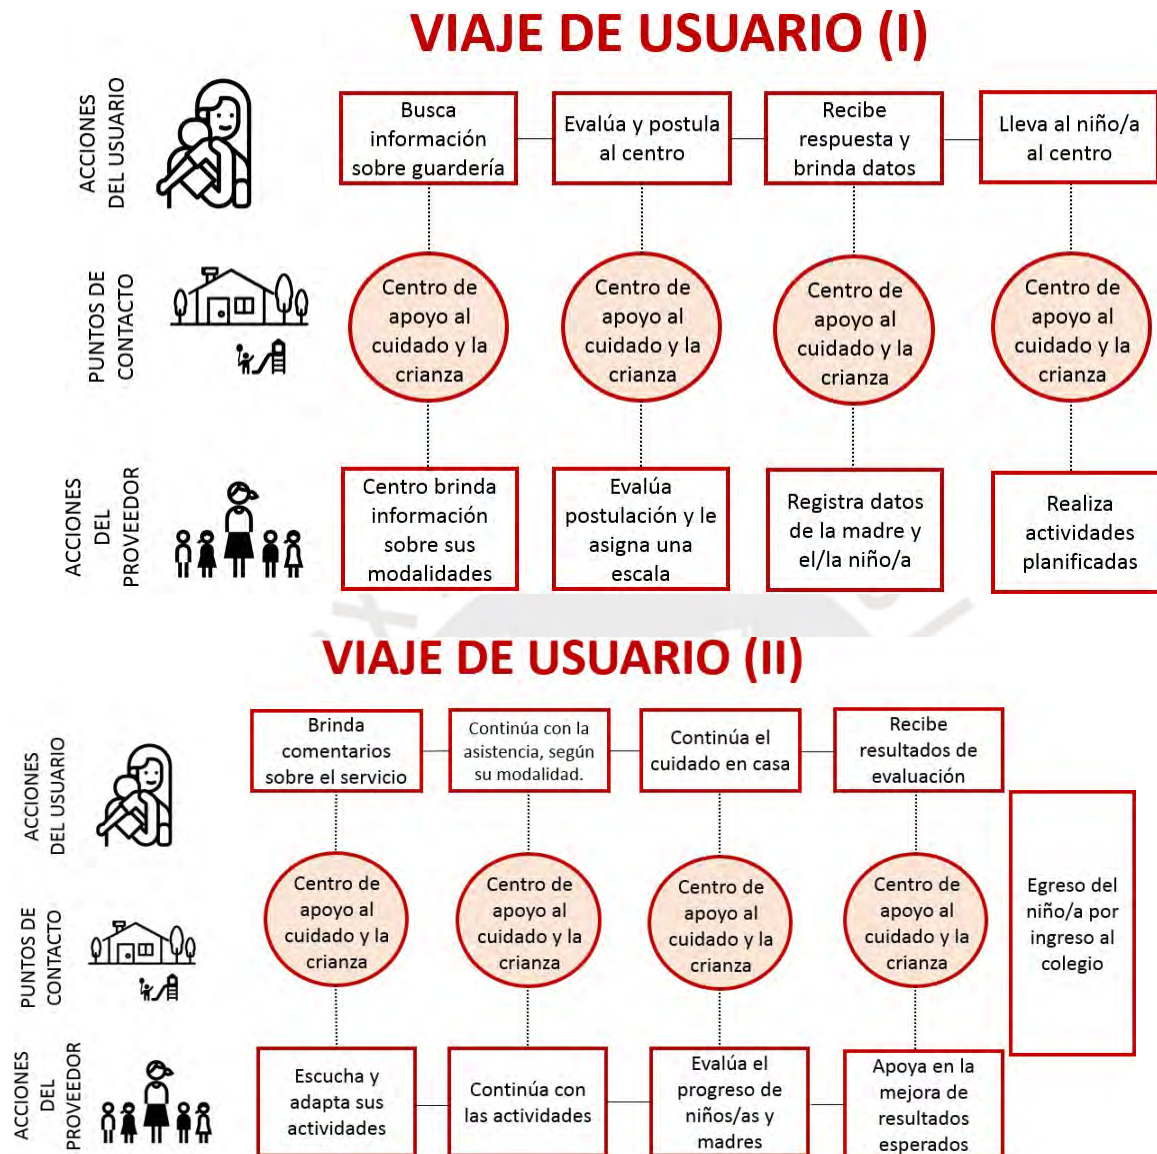 VIAJE DE USUARIO (I)
ACCIONES
DEL USUARIO
Busca
información
sobre guardería
Evalúa y postula
al centro
Recibe
respuesta y
brinda datos
Lleva al niño/a
al centro
PUNTOS DE
CONTACTO
Centro de
apoyo al
cuidado y la
crianza
Centro de
apoyo al
cuidado y la
crianza
Centro de
apoyo al
cuidado y la
crianza
Centro de
apoyo al
cuidado y la
crianza
ACCIONES
DEL
PROVEEDOR
Centro brinda
información
sobre sus
modalidades
Evalúa
postulación y le
asigna una
escala
Registra datos
de la madre y
el/la niño/a
Realiza
actividades
planificadas
VIAJE DE USUARIO (II)
ACCIONES
DEL USUARIO
Brinda
comentarios
sobre el servicio
Continúa con la
asistencia, según
su modalidad.
Continúa el
cuidado en casa
Recibe
resultados de
evaluación
PUNTOS DE
CONTACTO
Centro de
apoyo al
cuidado y la
crianza
Centro de
apoyo al
cuidado y la
crianza
Centro de
apoyo al
cuidado y la
crianza
Centro de
apoyo al
cuidado y la
crianza
Egreso del
niño/a por
ingreso al
colegio
ACCIONES
DEL
PROVEEDOR
Escucha y
adapta sus
actividades
Continúa con
las actividades
Evalúa el
progreso de
niños/as y
madres
Apoya en la
mejora de
resultados
esperados